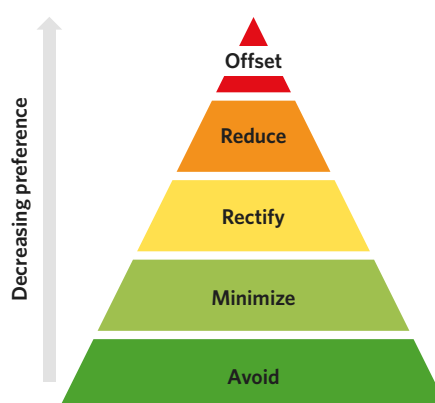 Decreasing preference
Offset
Reduce
Rectify
Minimize
Avoid